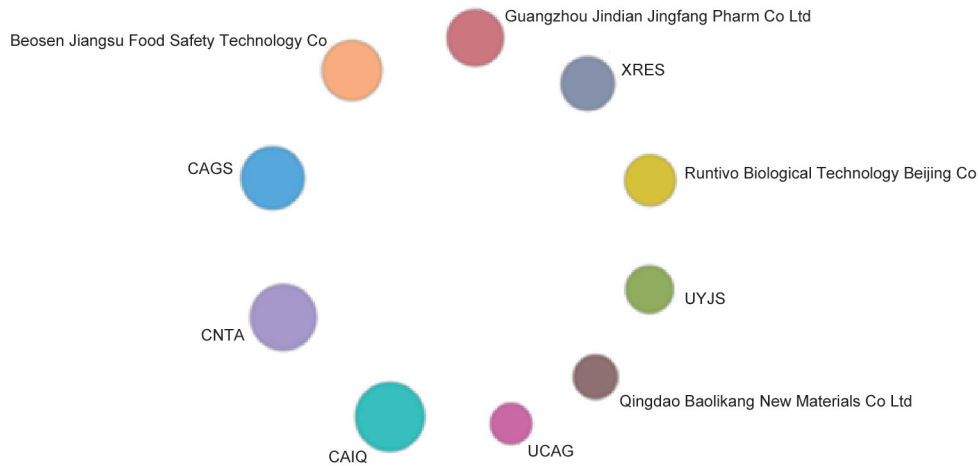 Guangzhou Jindian Jingfang Pharm Co Ltd
Beosen Jiangsu Food Safety Technology Co
XRES
CAGS
Runtivo Biological Technology Beijing Co
UYJS
CNTA
Qingdao Baolikang New Materials Co Ltd
UCAG
CAIQ